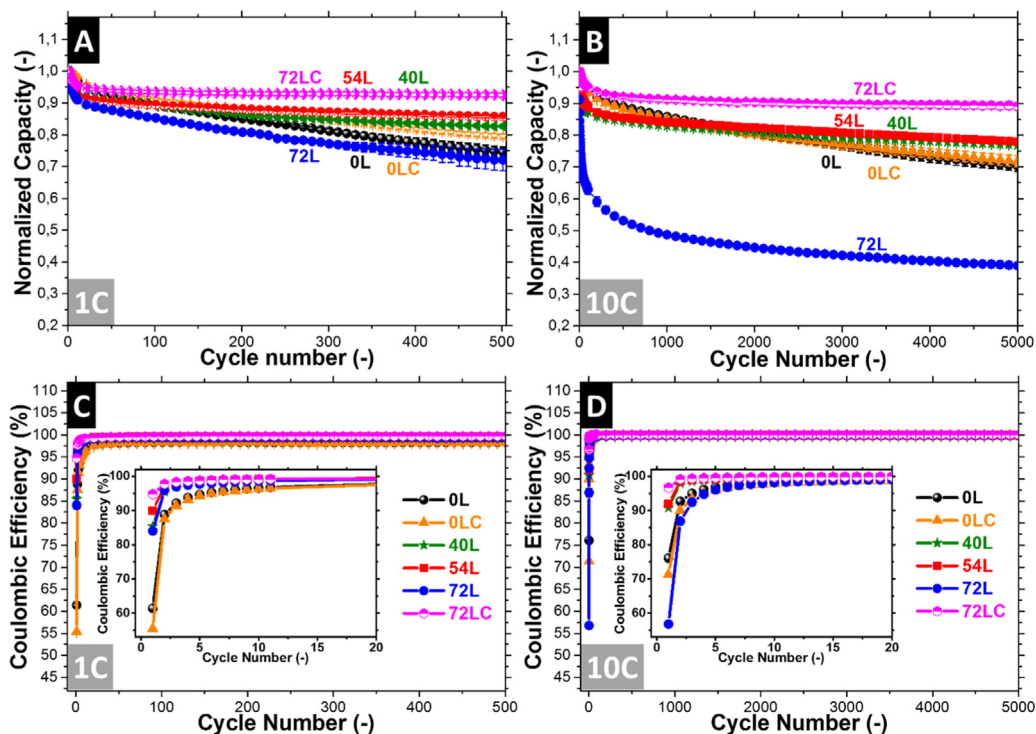 A
Normalized Capacity (-)
1,1
1,0
0,9
0,8
0,7
0,6
0,5
0,4
0,3
0,2
72LC
54L
40L
72L
0L
0LC
1C
0
100
200
300
400
500
Cycle number (-)
B
Normalized Capacity (-)
1,1
1,0
0,9
0,8
0,7
0,6
0,5
0,4
0,3
0,2
72LC
40L
54L
0L
0LC
72L
10C
0
1000
2000
3000
4000
5000
Cycle number (-)
C
Coulombic Efficiency (%)
110
105
100
95
90
85
80
75
70
65
60
55
50
45
Coulombic Efficiency (%)
100
90
80
70
60
0
5
10
15
20
Cycle Number (-)
0L
0LC
40L
54L
72L
72LC
1C
0
100
200
300
400
500
Cycle Number (-)
D
Coulombic Efficiency (%)
110
105
100
95
90
85
80
75
70
65
60
55
50
45
Coulombic Efficiency (%)
100
90
80
70
60
0
5
10
15
20
Cycle Number (-)
0L
0LC
40L
54L
72L
72LC
10C
0
1000
2000
3000
4000
5000
Cycle Number (-)